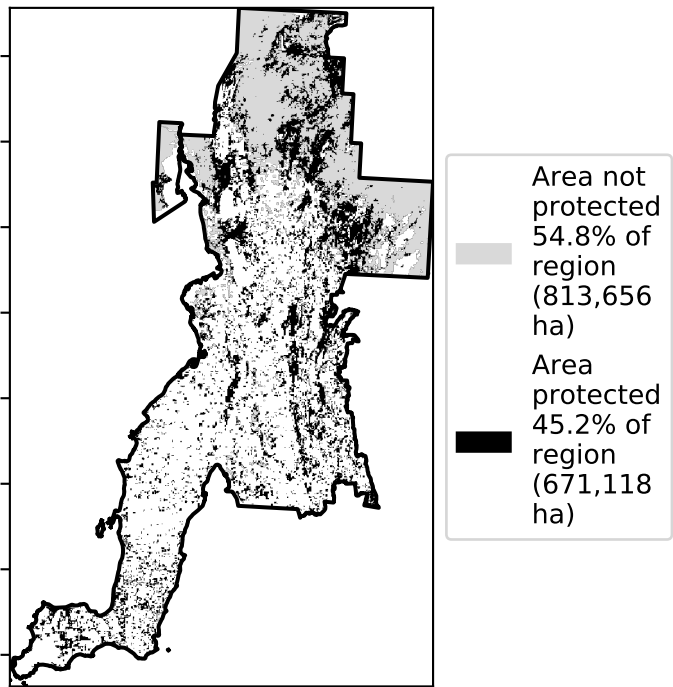 Area not
protected
54.8% of
region
(813,656
ha)
Area
protected
45.2% of
region
(671,118
ha)